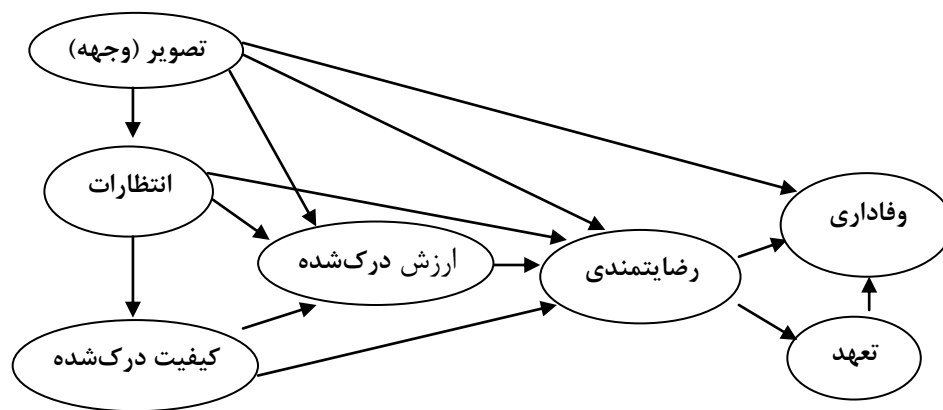 تصویر (وجهه)
انتظارات
وفاداری
ارزش درک‌شده
رضایتمندی
کیفیت درک‌شده
تعهد